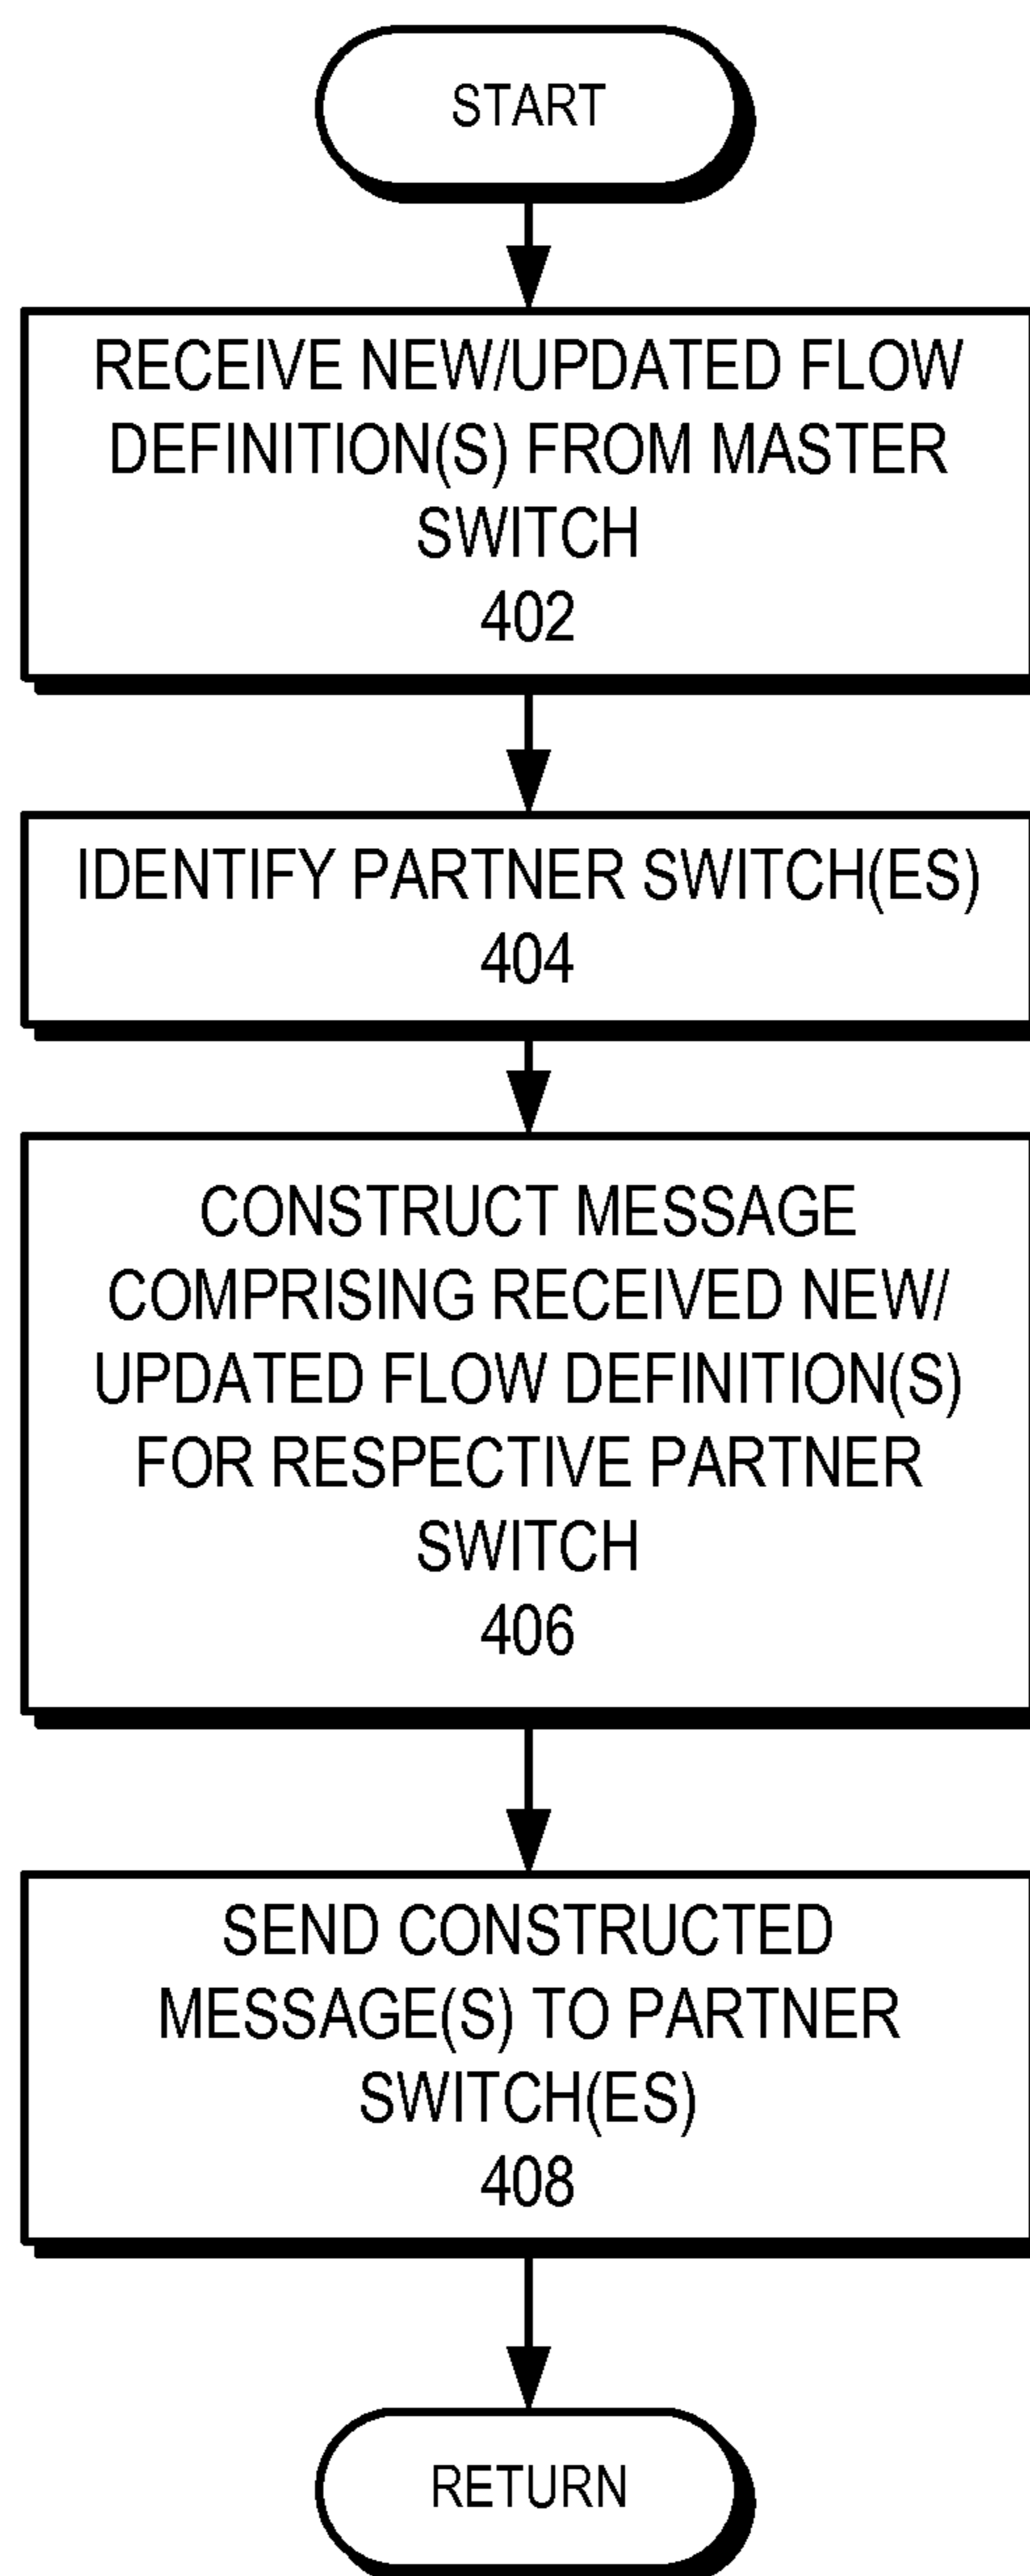 START
RECEIVE NEW/UPDATED FLOW
DEFINITION(S) FROM MASTER
SWITCH
402
IDENTIFY PARTNER SWITCH(ES)
404
CONSTRUCT MESSAGE
COMPRISING RECEIVED NEW/
UPDATED FLOW DEFINITION(S)
FOR RESPECTIVE PARTNER
SWITCH
406
SEND CONSTRUCTED
MESSAGE(S) TO PARTNER
SWITCH(ES)
408
RETURN